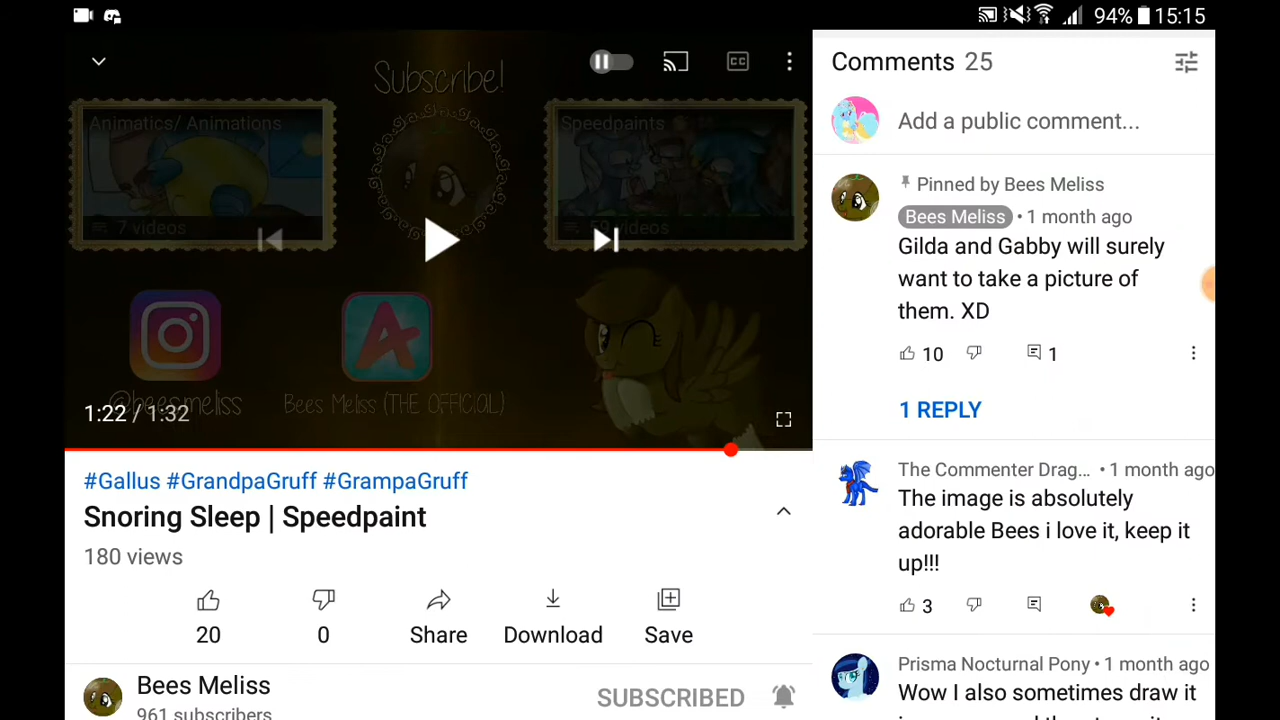 94% 15:15
Subscribe!
CC
Animatics/ Animations
Speedpaints
7 videos
videos
@beesmeliss
Bees Meliss (THE OFFICIAL)
1:22 / 1:32
#Gallus #GrandpaGruff #GrampaGruff
Snoring Sleep | Speedpaint
180 views
20
0
Share
Download
Save
Bees Meliss
961 subscribers
SUBSCRIBED
Comments 25
Add a public comment...
Pinned by Bees Meliss
Bees Meliss • 1 month ago
Gilda and Gabby will surely
want to take a picture of
them. XD
10
1
1 REPLY
The Commenter Drag... • 1 month ago
The image is absolutely
adorable Bees i love it, keep it
up!!!
3
Prisma Nocturnal Pony • 1 month ago
Wow I also sometimes draw it